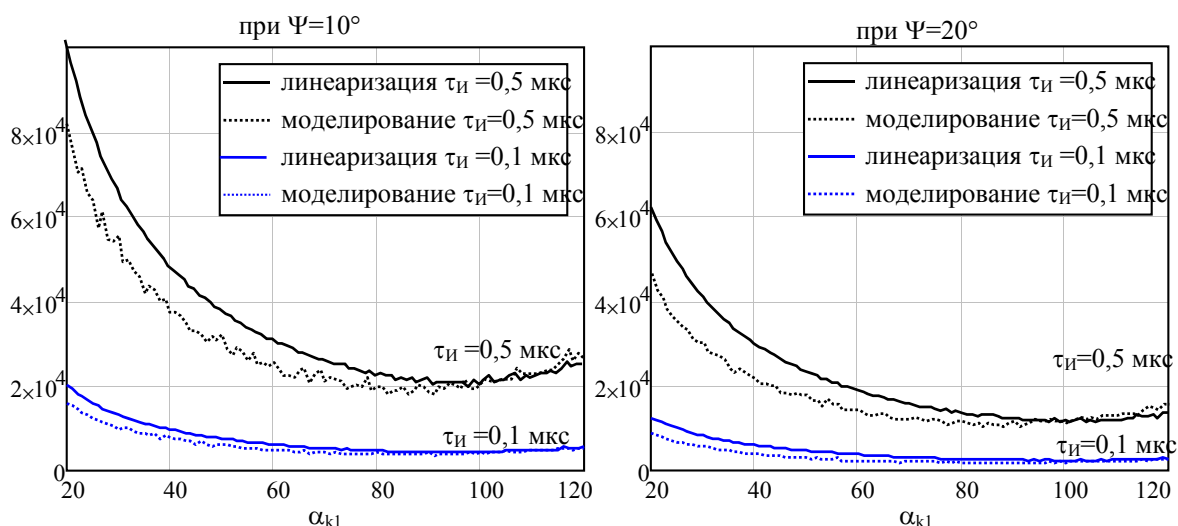 при Ψ=10°
линеаризация τИ =0,5 мкс
моделирование τИ=0,5 мкс
линеаризация τИ =0,1 мкс
моделирование τИ=0,1 мкс
8×10⁴
6×10⁴
4×10⁴
2×10⁴
0
τИ =0,5 мкс
τИ =0,1 мкс
20 40 60 80 100 120
αk1
при Ψ=20°
линеаризация τИ =0,5 мкс
моделирование τИ=0,5 мкс
линеаризация τИ =0,1 мкс
моделирование τИ=0,1 мкс
8×10⁴
6×10⁴
4×10⁴
2×10⁴
0
τИ =0,5 мкс
τИ=0,1 мкс
20 40 60 80 100 120
αk1